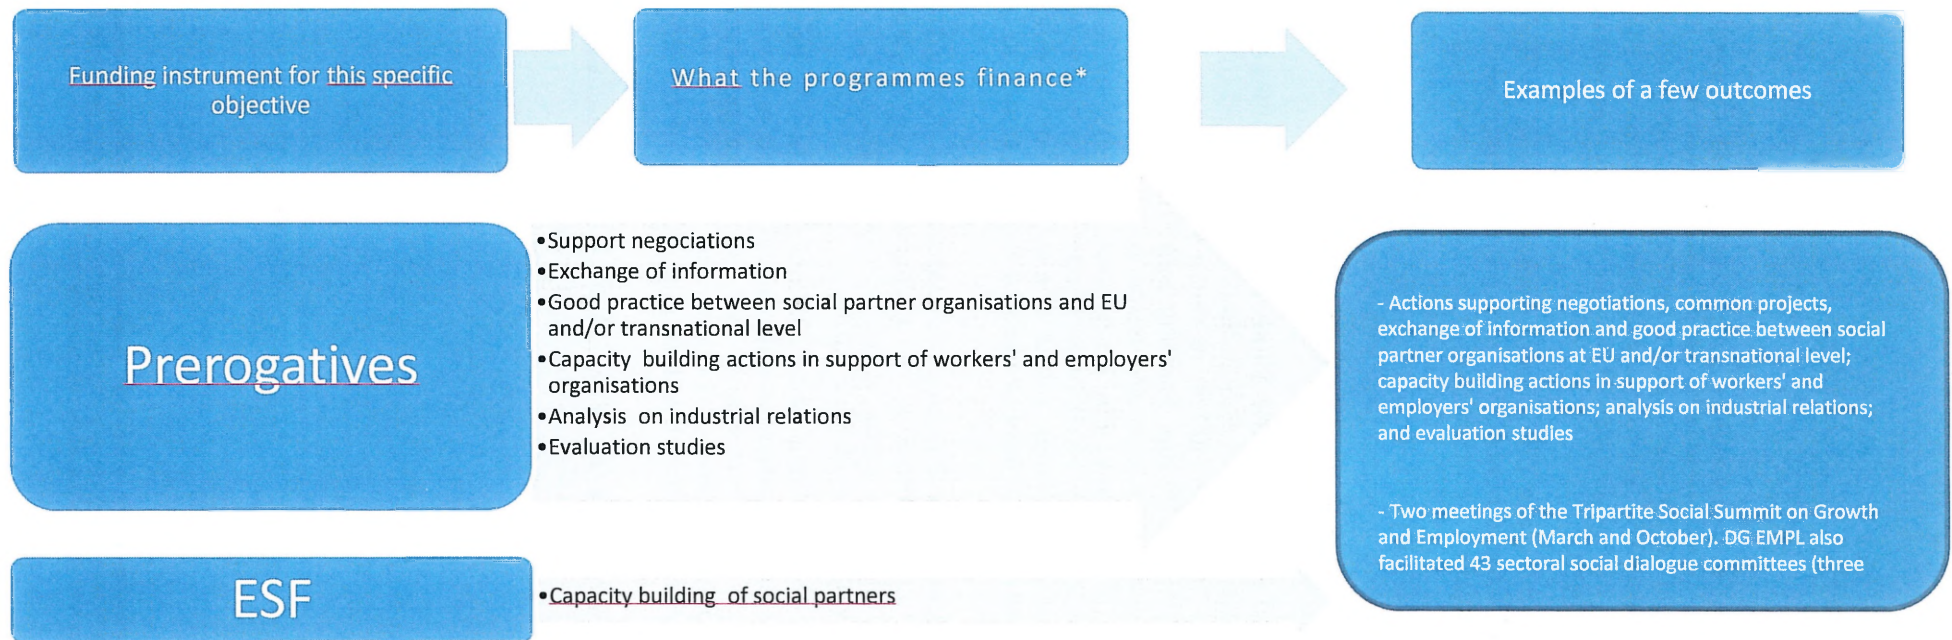 Funding instrument for this specific
objective
What the programmes finance*
Examples of a few outcomes
Prerogatives
•Support negociations
•Exchange of information
•Good practice between social partner organisations and EU
and/or transnational level
•Capacity building actions in support of workers' and employers'
organisations
•Analysis on industrial relations
•Evaluation studies
- Actions supporting negotiations, common projects,
exchange of information and good practice between social
partner organisations at EU and/or transnational level;
capacity building actions in support of workers' and
employers' organisations; analysis on industrial relations;
and evaluation studies
- Two meetings of the Tripartite Social Summit on Growth
and Employment (March and October). DG EMPL also
facilitated 43 sectoral social dialogue committees (three
ESF
•Capacity building of social partners